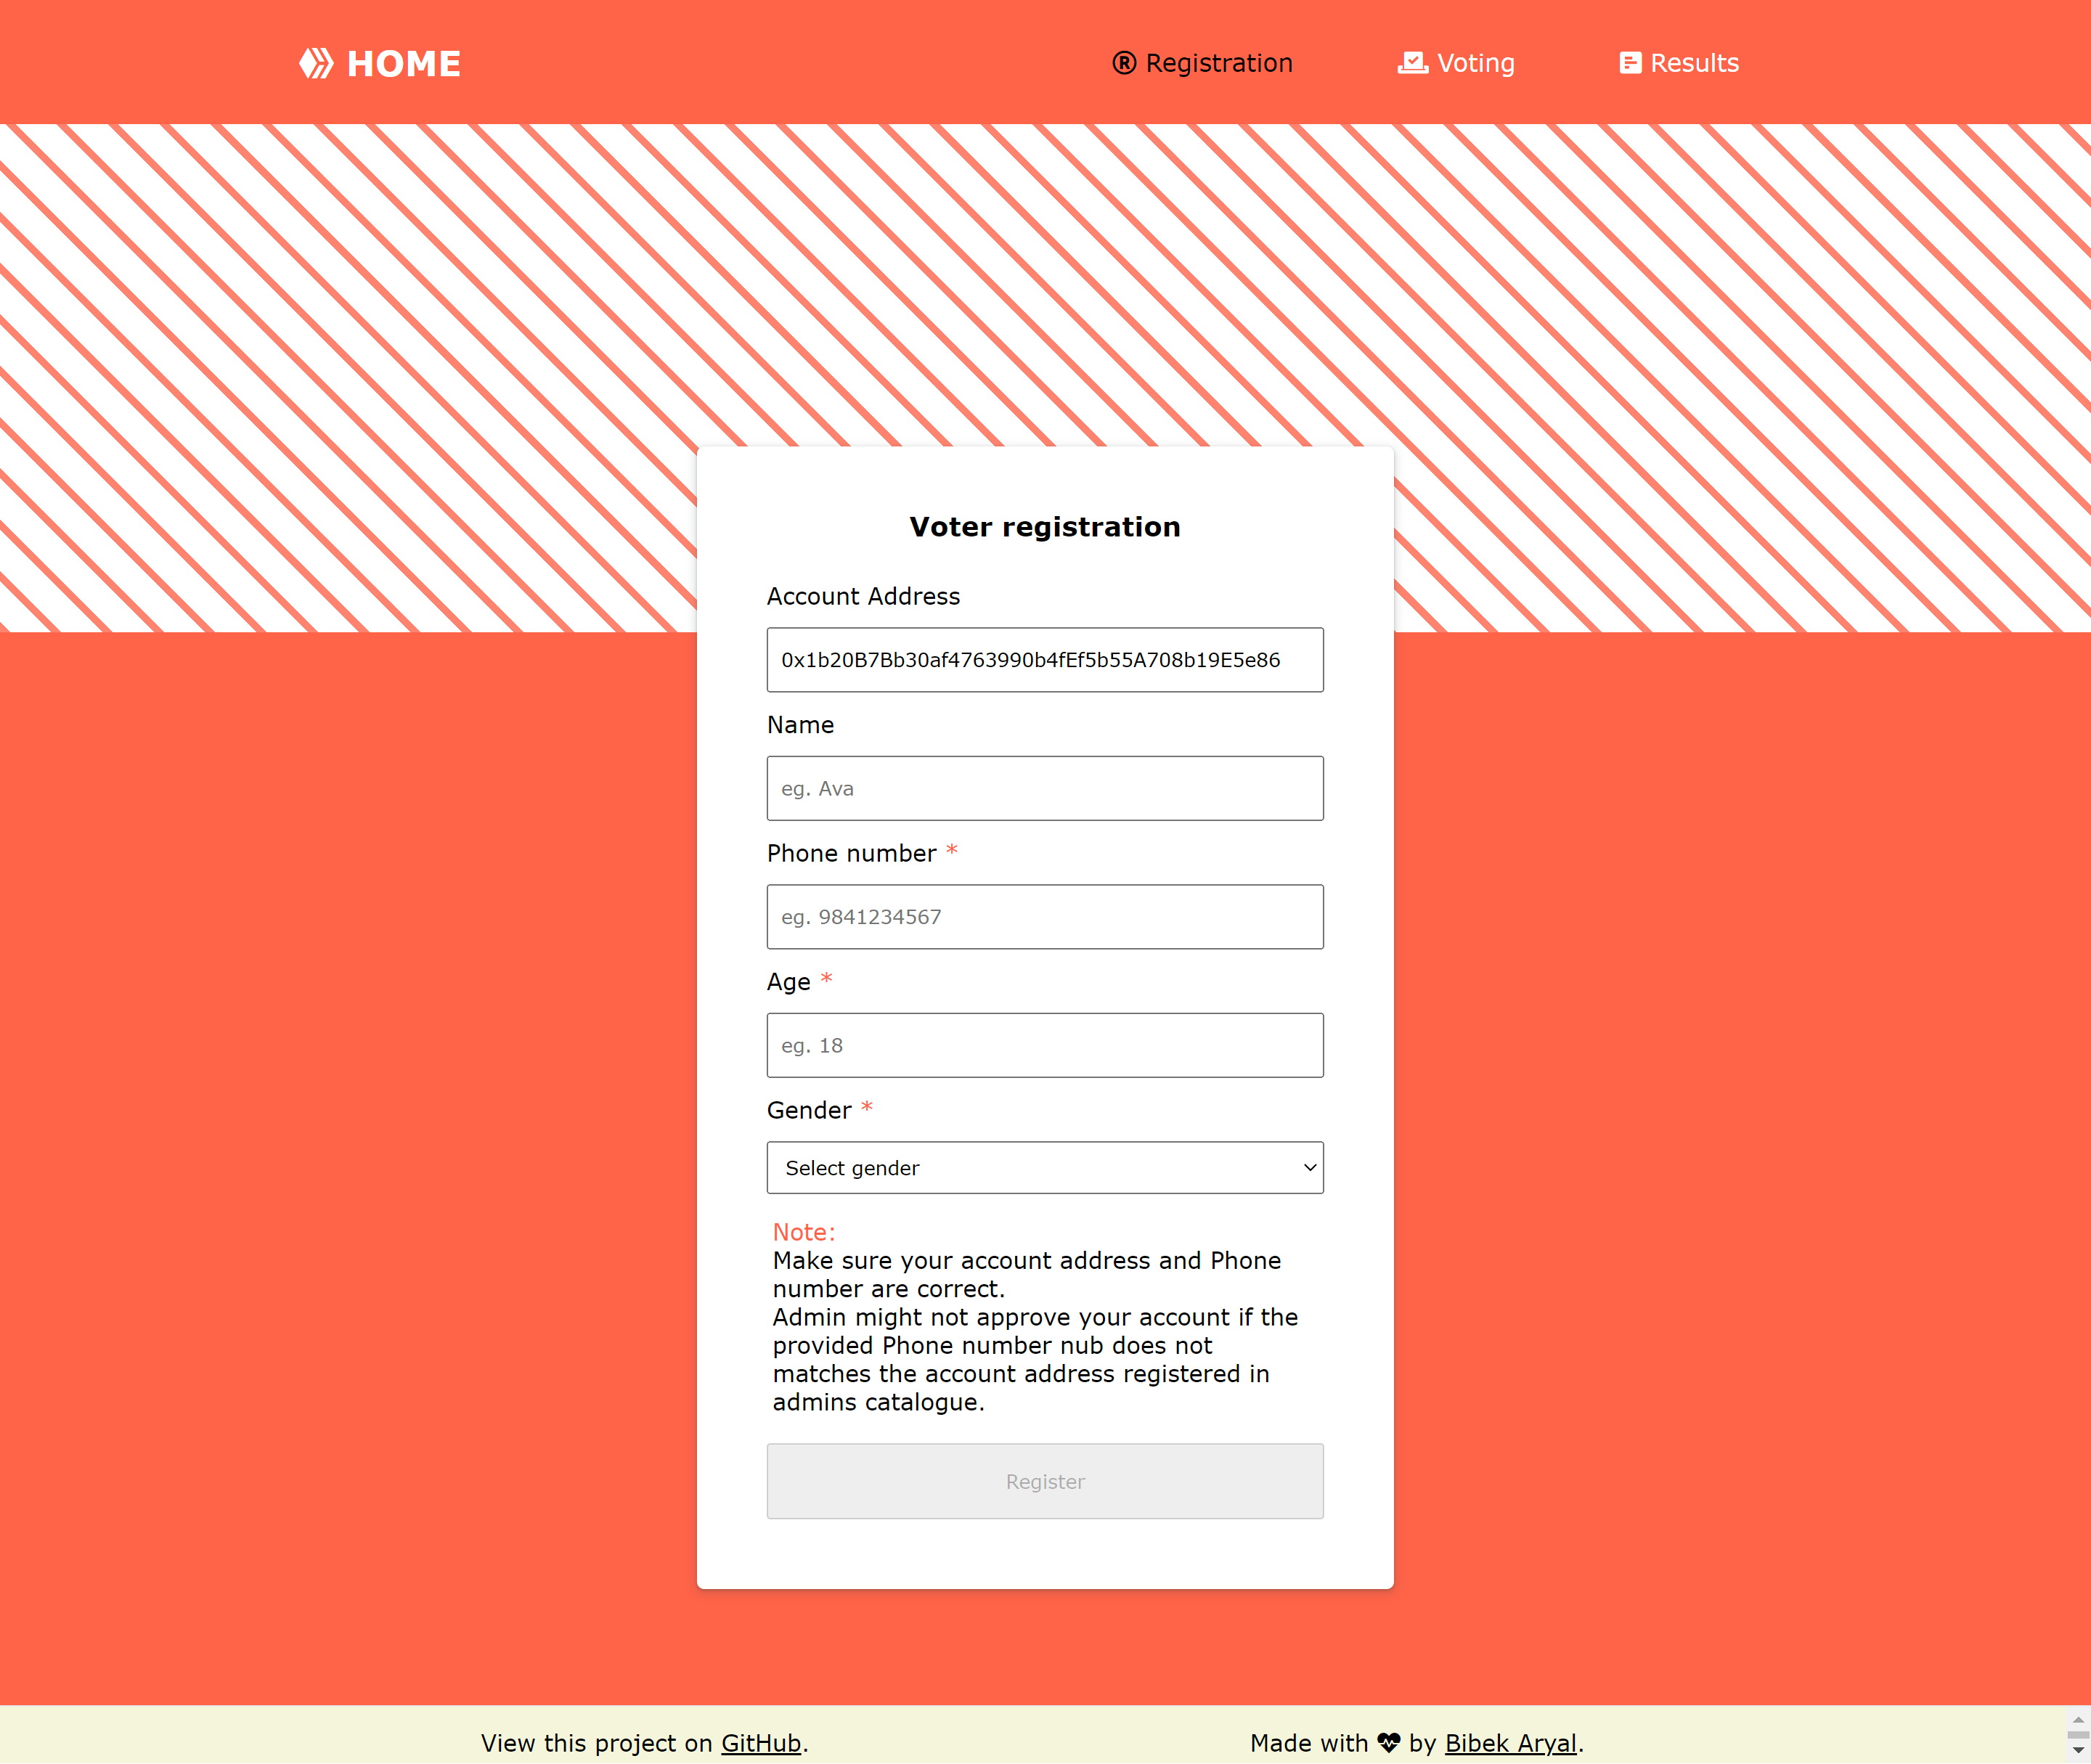 HOME
Registration
Voting
Results
Voter registration
Account Address
0x1b20B7Bb30af4763990b4fEf5b55A708b19E5e86
Name
eg. Ava
Phone number *
eg. 9841234567
Age *
eg. 18
Gender *
Select gender
Note:
Make sure your account address and Phone
number are correct.
Admin might not approve your account if the
provided Phone number nub does not
matches the account address registered in
admins catalogue.
Register
View this project on GitHub.
Made with by Bibek Aryal.